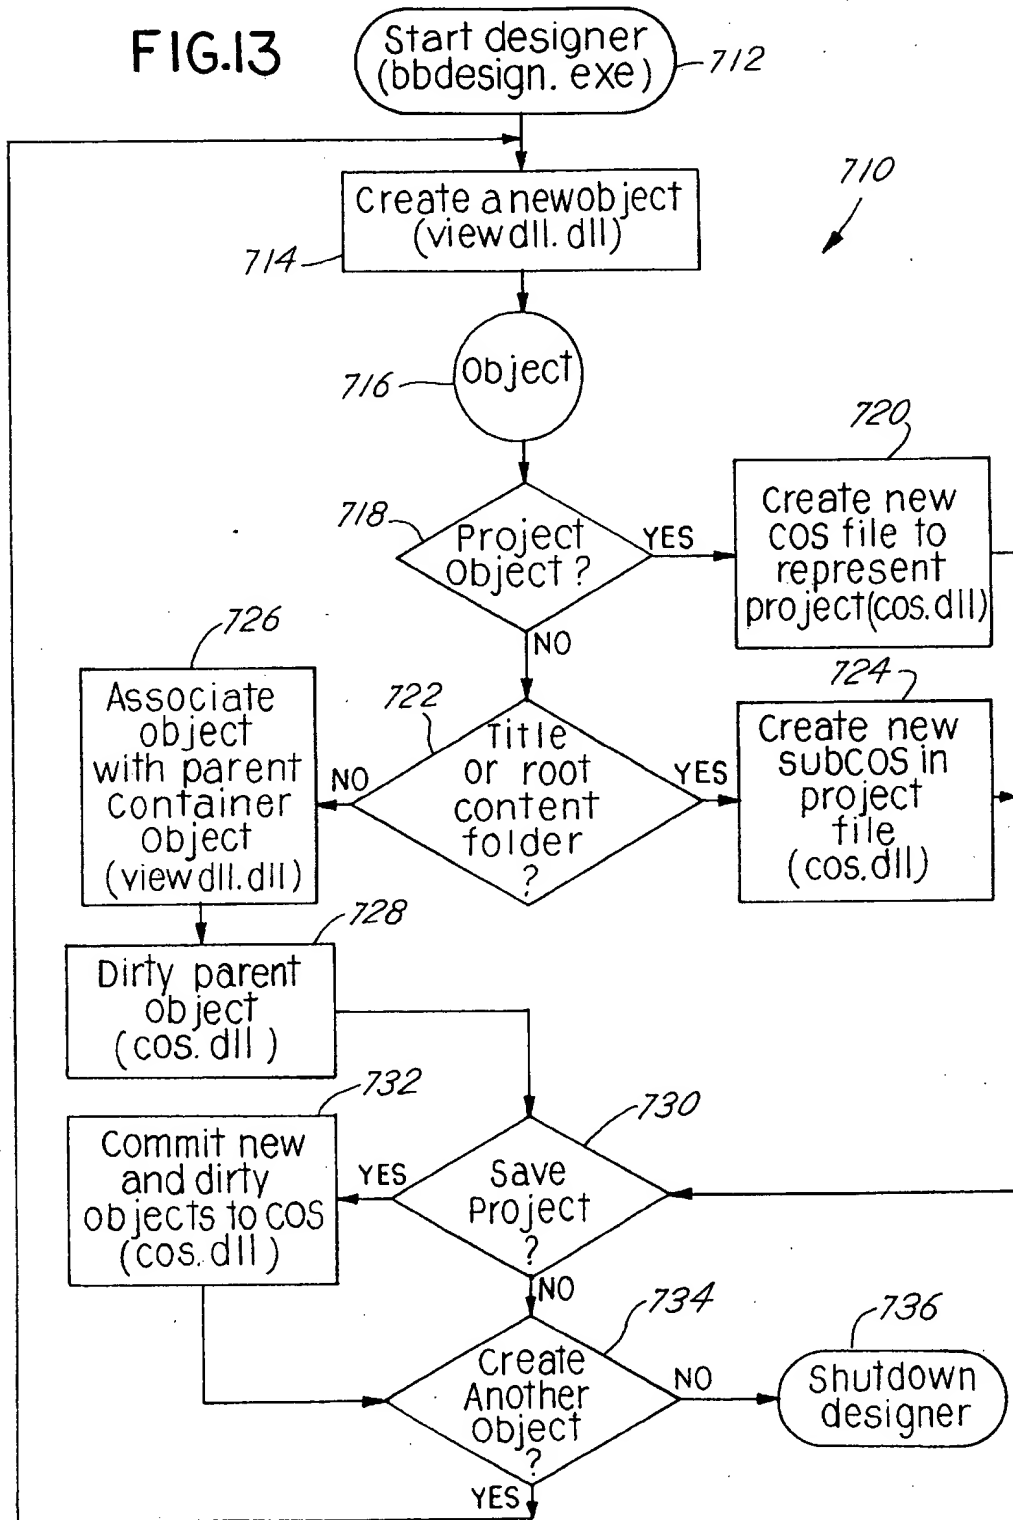 FIG.13
Start designer
(bbdesign. exe)
712
710
Create a newobject
(viewdll.dll)
714
Object
716
718
Project
Object ?
YES
NO
720
Create new
COS file to
represent
project(cos.dll)
726
Associate
object
with parent
Container
Object
(viewdll.dll)
NO
722
Title
or root
content
folder
?
YES
724
Create new
subcos in
project
file
(cos.dll)
728
Dirty parent
object
(cos. dll )
732
Commit new
and dirty
objects to COS
(cos. dll )
YES
730
Save
Project
?
NO
734
Create
Another
Object
?
NO
YES
736
Shutdown
designer